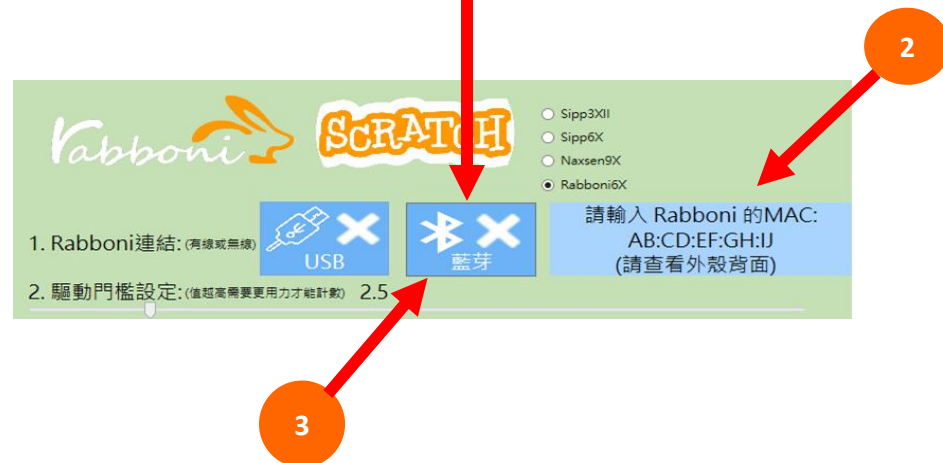 2
rabboni
SCRATCH
Sipp3XII
Sipp6X
Naxsen9X
Rabboni6X
1. Rabboni連結: (有線或無線)
USB
藍芽
請輸入 Rabboni 的MAC:
AB:CD:EF:GH:IJ
(請查看外殼背面)
2. 驅動門檻設定: (值越高需要更用力才能計數) 2.5
3